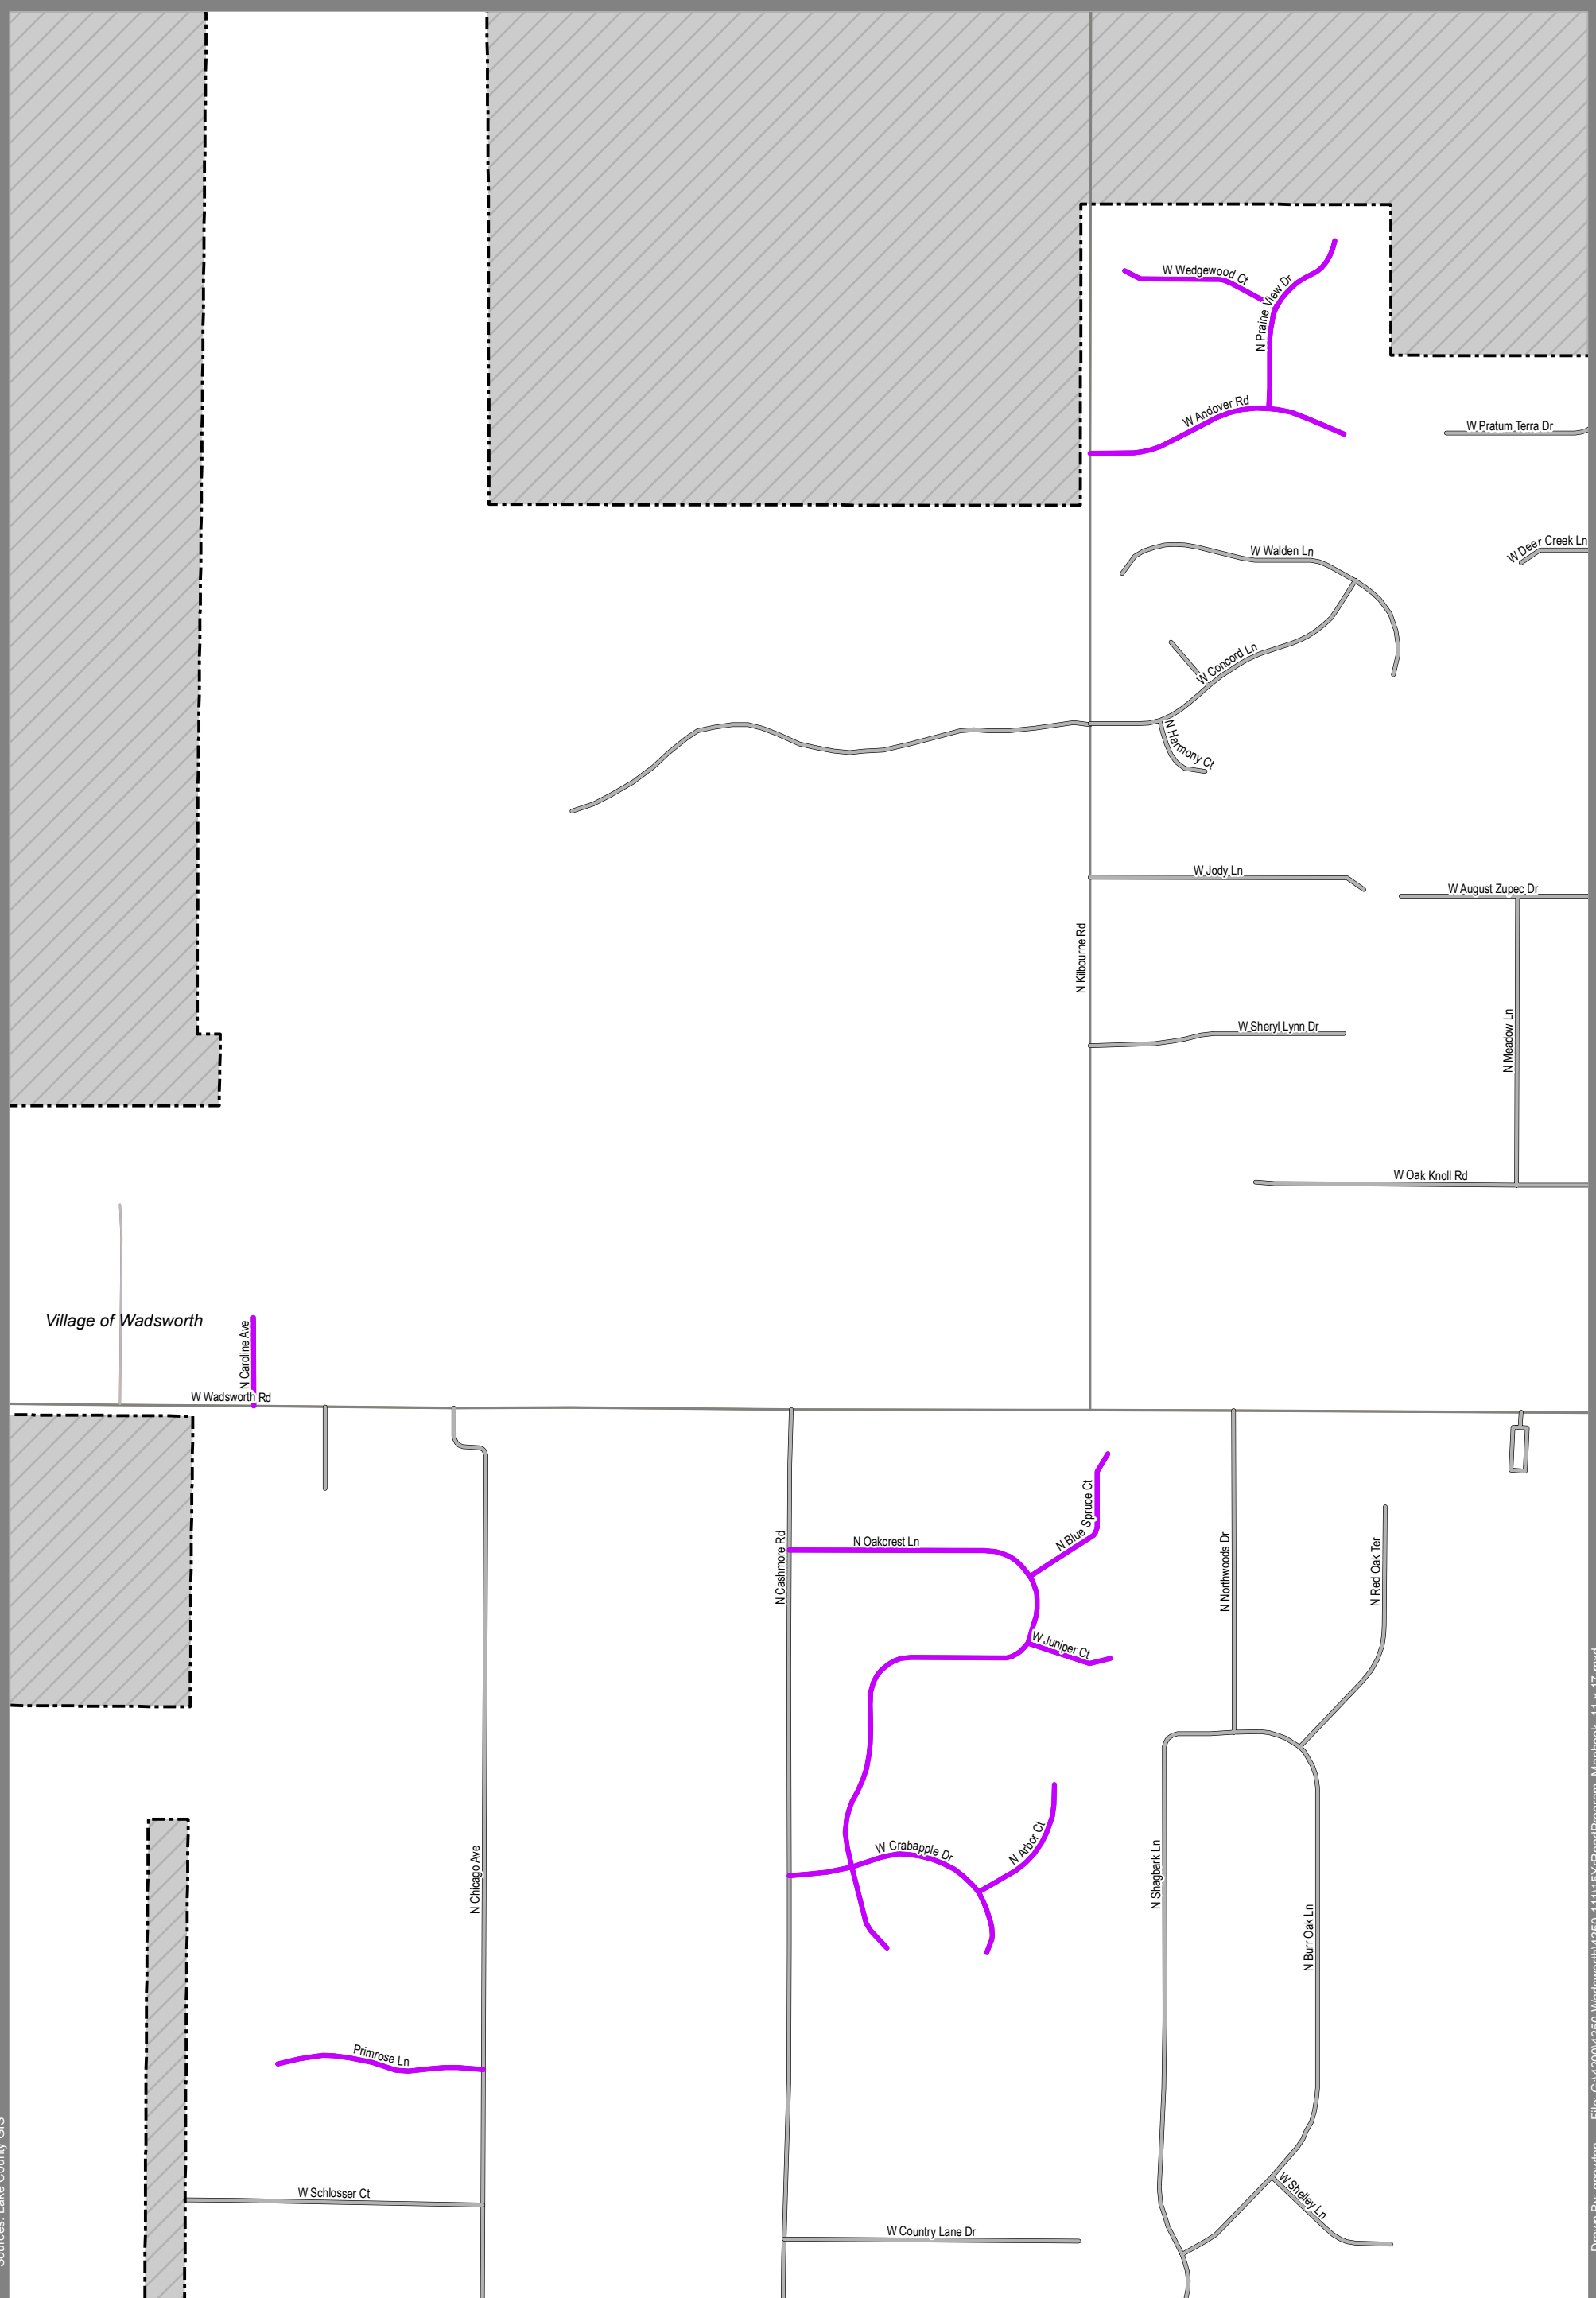 W Wedgewood Ct
N Prairie View Dr
W Andover Rd
W Pratum Terra Dr
W Deer Creek Ln
W Walden Ln
W Concord Ln
N Harmony Ct
W Jody Ln
W August Zupec Dr
N Kilbourne Rd
W Sheryl Lynn Dr
N Meadow Ln
W Oak Knoll Rd
Village of Wadsworth
N Caroline Ave
W Wadsworth Rd
N Blue Spruce Ct
N Oakcrest Ln
N Cashmore Rd
N Northwoods Dr
N Red Oak Ter
W Juniper Ct
W Crabapple Dr
N Arbor Ct
N Chicago Ave
N Shagbark Ln
N Burr Oak Ln
Primrose Ln
W Schlosser Ct
W Shelley Ln
W Country Lane Dr
Sources: Lake County GIS